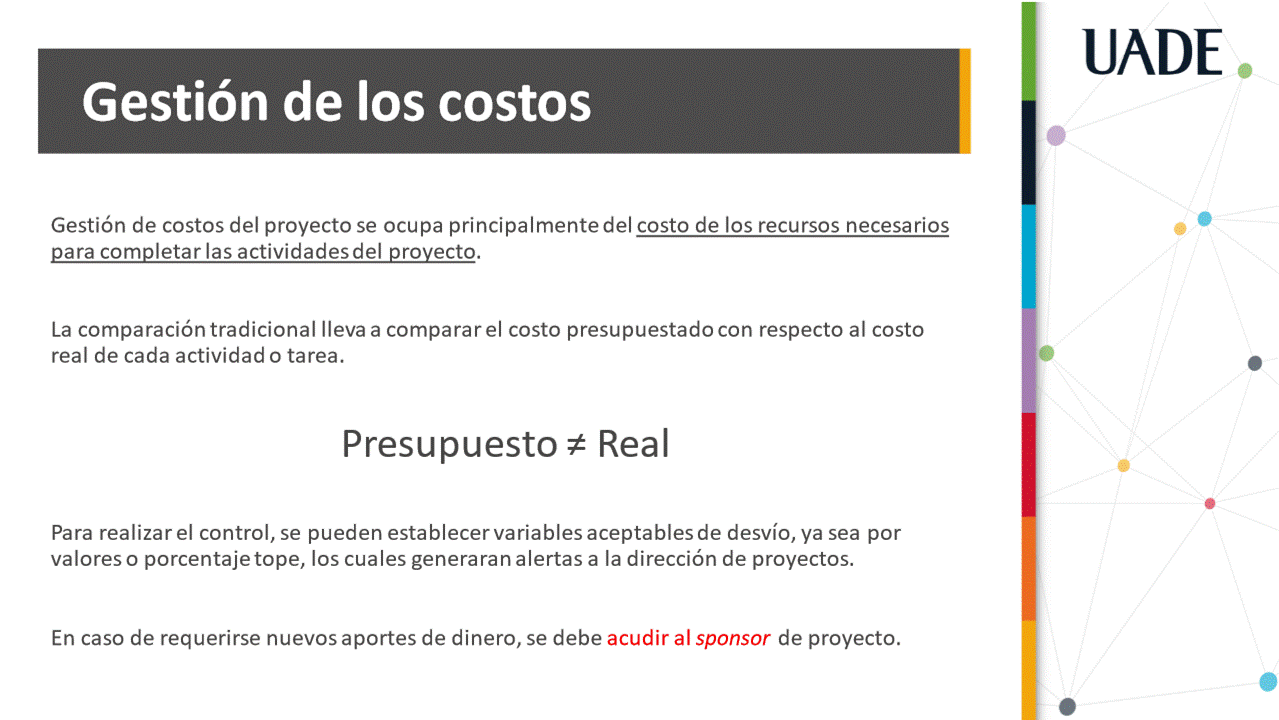 UADE
Gestión de los costos
Gestión de costos del proyecto se ocupa principalmente del costo de los recursos necesarios
para completar las actividades del proyecto.
La comparación tradicional lleva a comparar el costo presupuestado con respecto al costo
real de cada actividad o tarea.
Presupuesto ≠ Real
Para realizar el control, se pueden establecer variables aceptables de desvío, ya sea por
valores o porcentaje tope, los cuales generaran alertas a la dirección de proyectos.
En caso de requerirse nuevos aportes de dinero, se debe acudir al sponsor de proyecto.